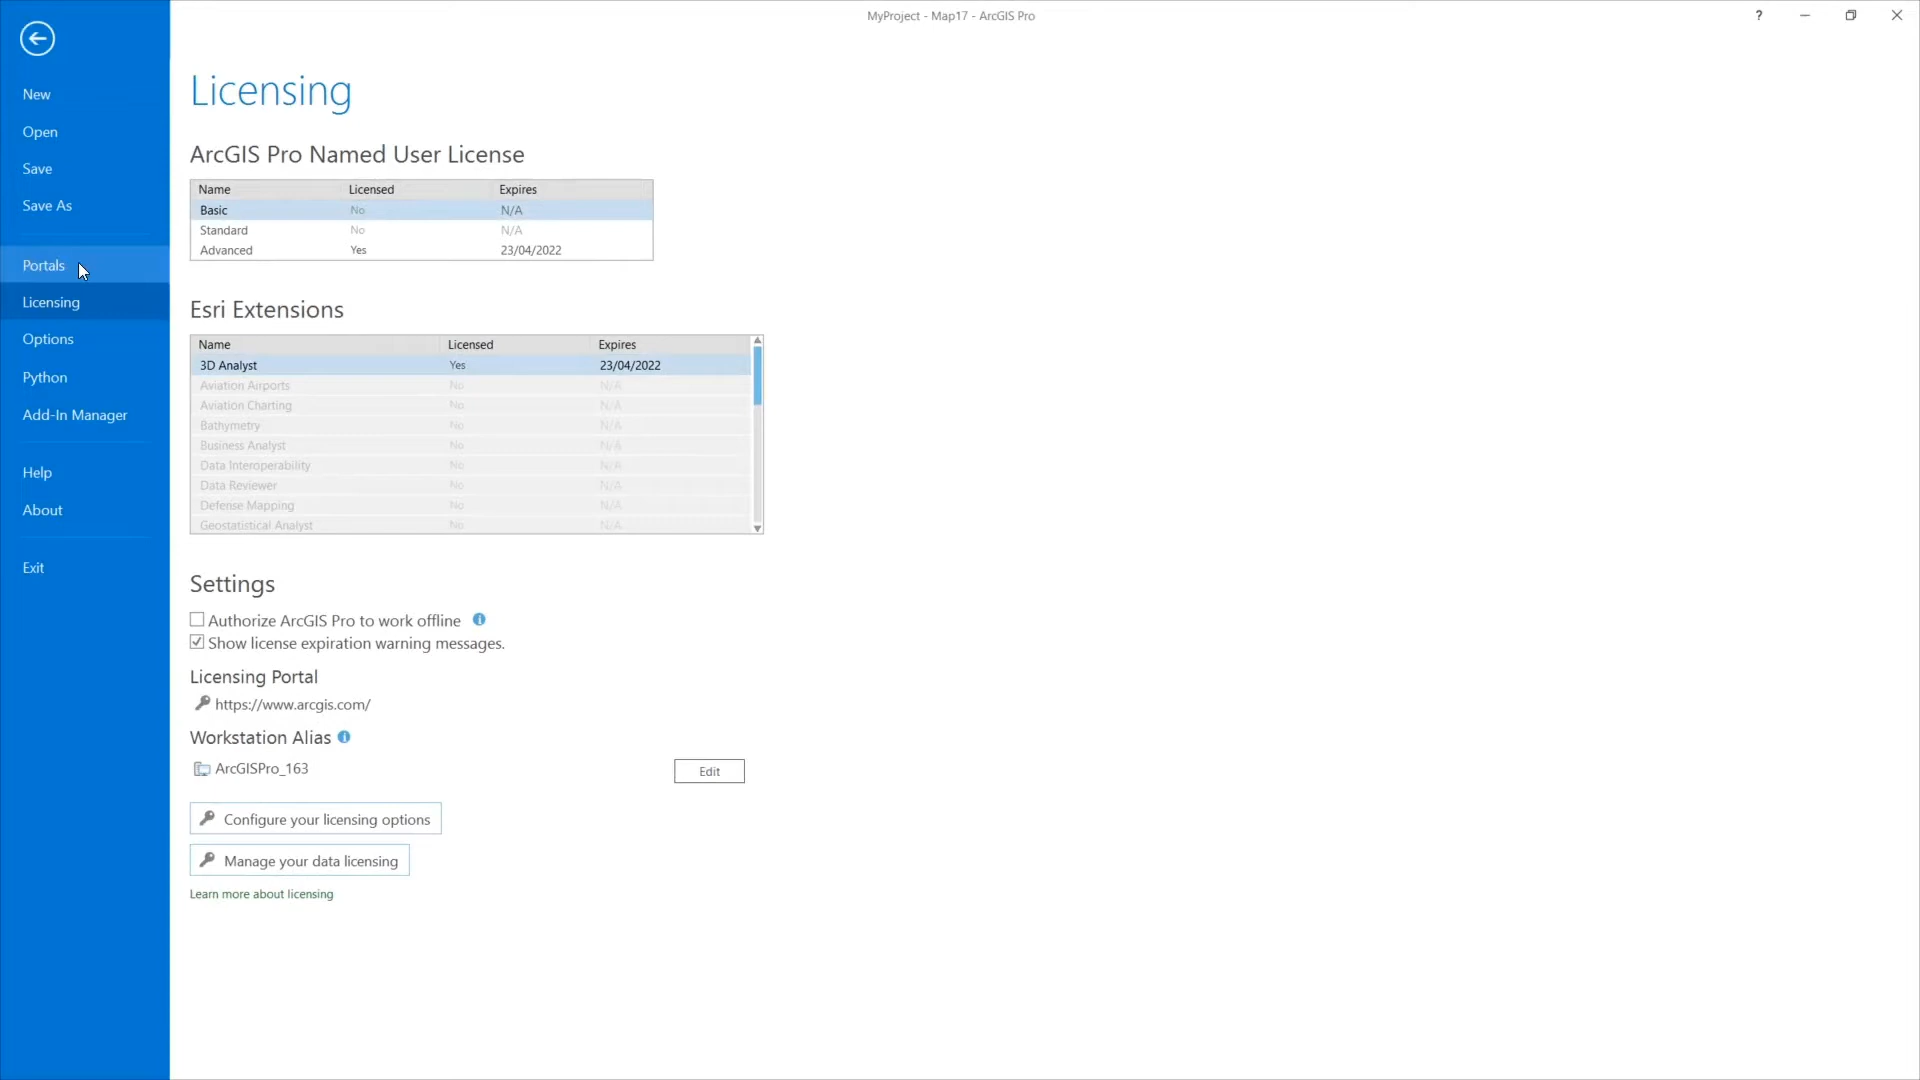 MyProject - Map17 - ArcGIS Pro
?
New
Open
Save
Save As
Portals
Licensing
Options
Python
Add-In Manager
Help
About
Exit
Licensing
ArcGIS Pro Named User License
Name Licensed Expires
Basic No N/A
Standard No N/A
Advanced Yes 23/04/2022
Esri Extensions
Name Licensed Expires
3D Analyst Yes 23/04/2022
Aviation Airports No N/A
Aviation Charting No N/A
Bathymetry No N/A
Business Analyst No N/A
Data Interoperability No N/A
Data Reviewer No N/A
Defense Mapping No N/A
Geostatistical Analyst No N/A
Settings
Authorize ArcGIS Pro to work offline
Show license expiration warning messages.
Licensing Portal
https://www.arcgis.com/
Workstation Alias
ArcGISPro_163 Edit
Configure your licensing options
Manage your data licensing
Learn more about licensing